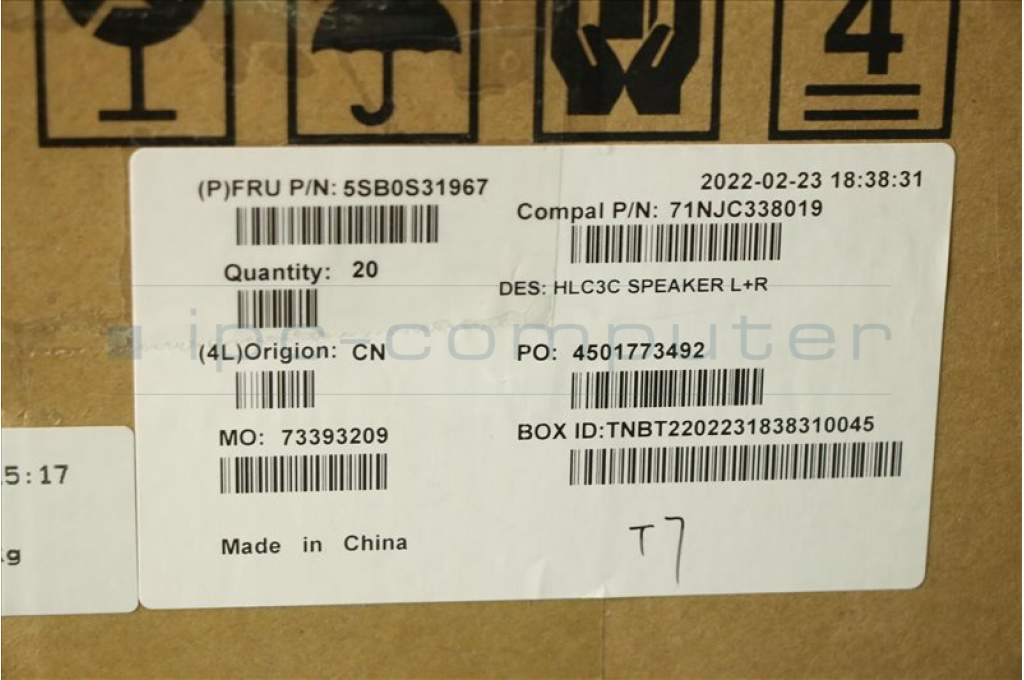 4
(P)FRU P/N: 5SB0S31967
2022-02-23 18:38:31
Compal P/N: 71NJC338019
Quantity: 20
DES: HLC3C SPEAKER L+R
ipc-computer
(4L)Origion: CN
PO: 4501773492
MO: 73393209
BOX ID:TNBT2202231838310045
5:17
Made in China
T7